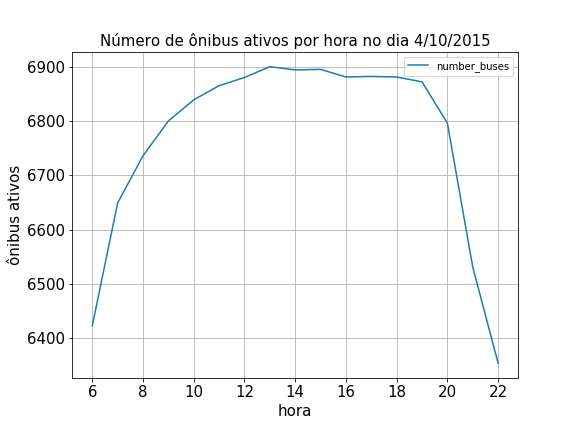 Número de ônibus ativos por hora no dia 4/10/2015
number_buses
ônibus ativos
6900
6800
6700
6600
6500
6400
6 8 10 12 14 16 18 20 22
hora